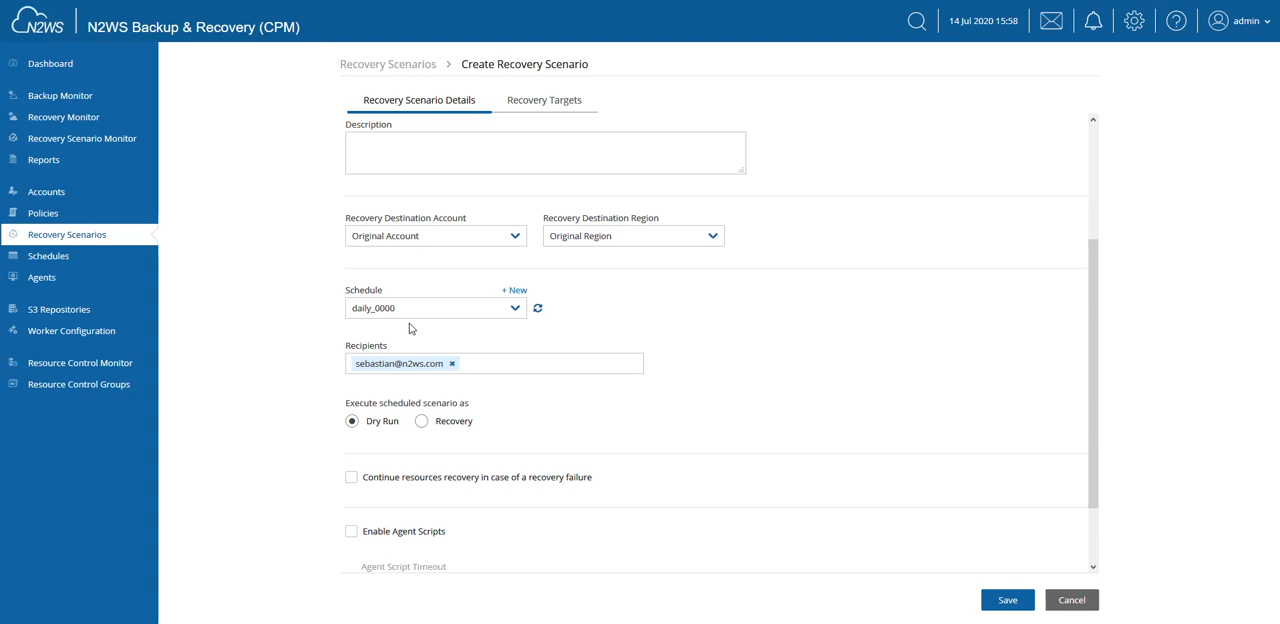 N2WS
N2WS Backup & Recovery (CPM)
14 Jul 2020 15:58
admin
Dashboard
Backup Monitor
Recovery Monitor
Recovery Scenario Monitor
Reports
Accounts
Policies
Recovery Scenarios
Schedules
Agents
S3 Repositories
Worker Configuration
Resource Control Monitor
Resource Control Groups
Recovery Scenarios > Create Recovery Scenario
Recovery Scenario Details
Recovery Targets
Description
Recovery Destination Account
Recovery Destination Region
Original Account
Original Region
Schedule
+ New
daily_0000
Recipients
sebastian@n2ws.com ×
Execute scheduled scenario as
Dry Run
Recovery
Continue resources recovery in case of a recovery failure
Enable Agent Scripts
Agent Script Timeout
Save
Cancel